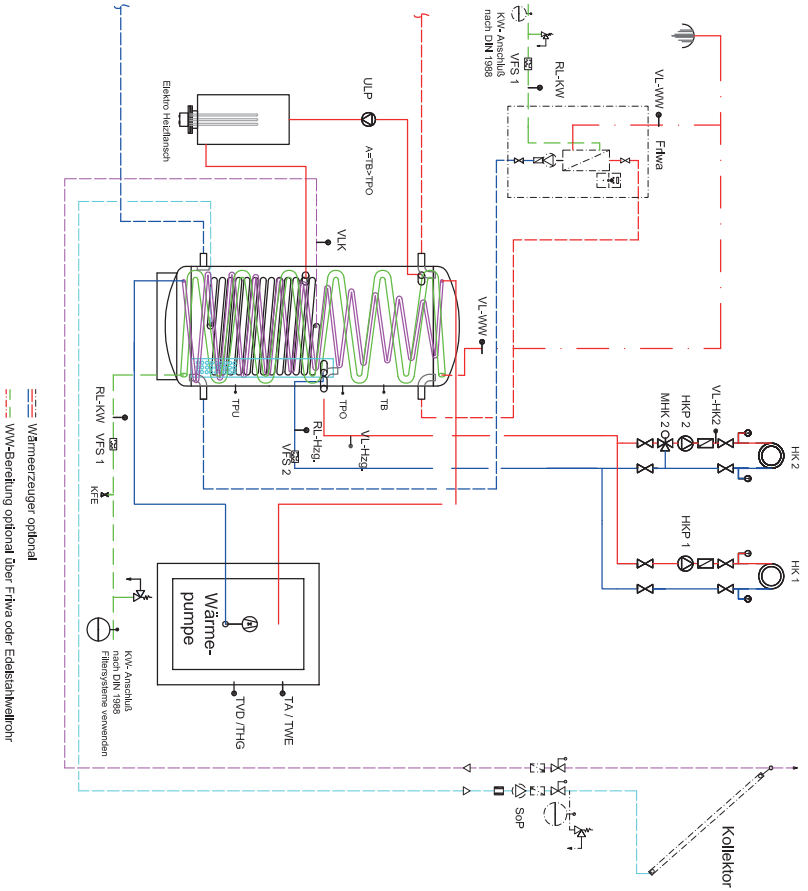 KW- Anschluß
nach DIN 1988
VFS 1
RL-KW
VL-WW
Friwa
ULP
A=TB>TPO
Elektro Heizflansch
VLK
VL-WW
TPU
TPO
TB
RL-Hzg.
VL-Hzg.
VFS 2
RL-KW
VFS 1
KFE
KW- Anschluß
nach DIN 1988
Filtersysteme verwenden
Wärme-
pumpe
TVD /THG
TA / TWE
MHK 2
HKP 2
VL-HK2
HK 2
HKP 1
HK 1
SoP
Kollektor
Wärmeerzeuger optional
WW-Bereitung optional über Friwa oder Edelstahlwellrohr